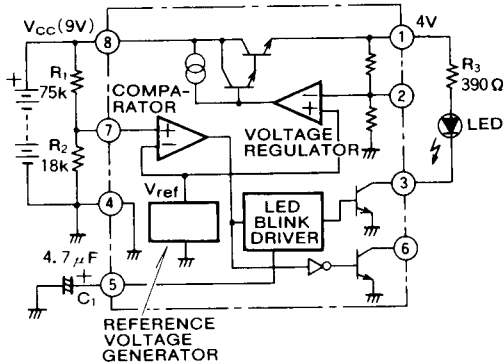 VCC (9V)
8
1
4V
R1
75k
COMPA-
RATOR
R3
390Ω
2
VOLTAGE
REGULATOR
LED
7
R2
18k
Vref
3
4
LED
BLINK
DRIVER
6
4.7μF
C1
5
REFERENCE
VOLTAGE
GENERATOR